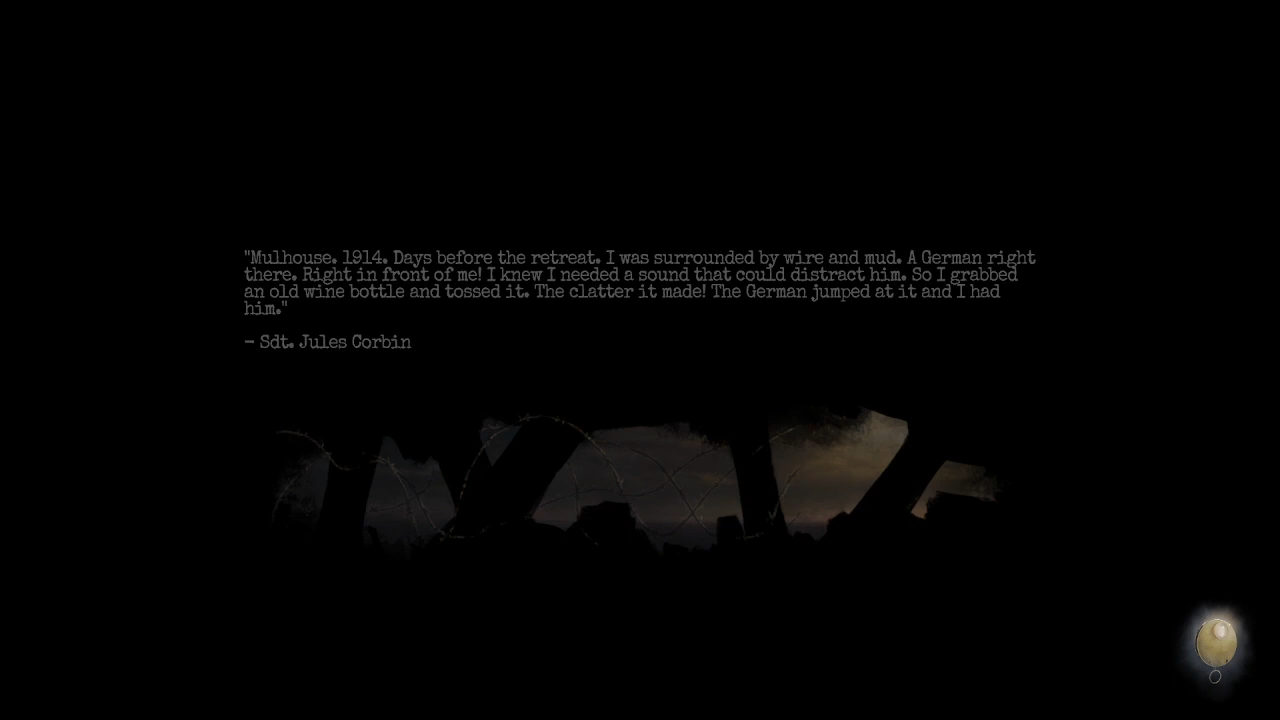 "Mulhouse. 1914. Days before the retreat. I was surrounded by wire and mud. A German right
there. Right in front of me! I knew I needed a sound that could distract him. So I grabbed
an old wine bottle and tossed it. The clatter it made! The German jumped at it and I had
him."
- Sdt. Jules Corbin